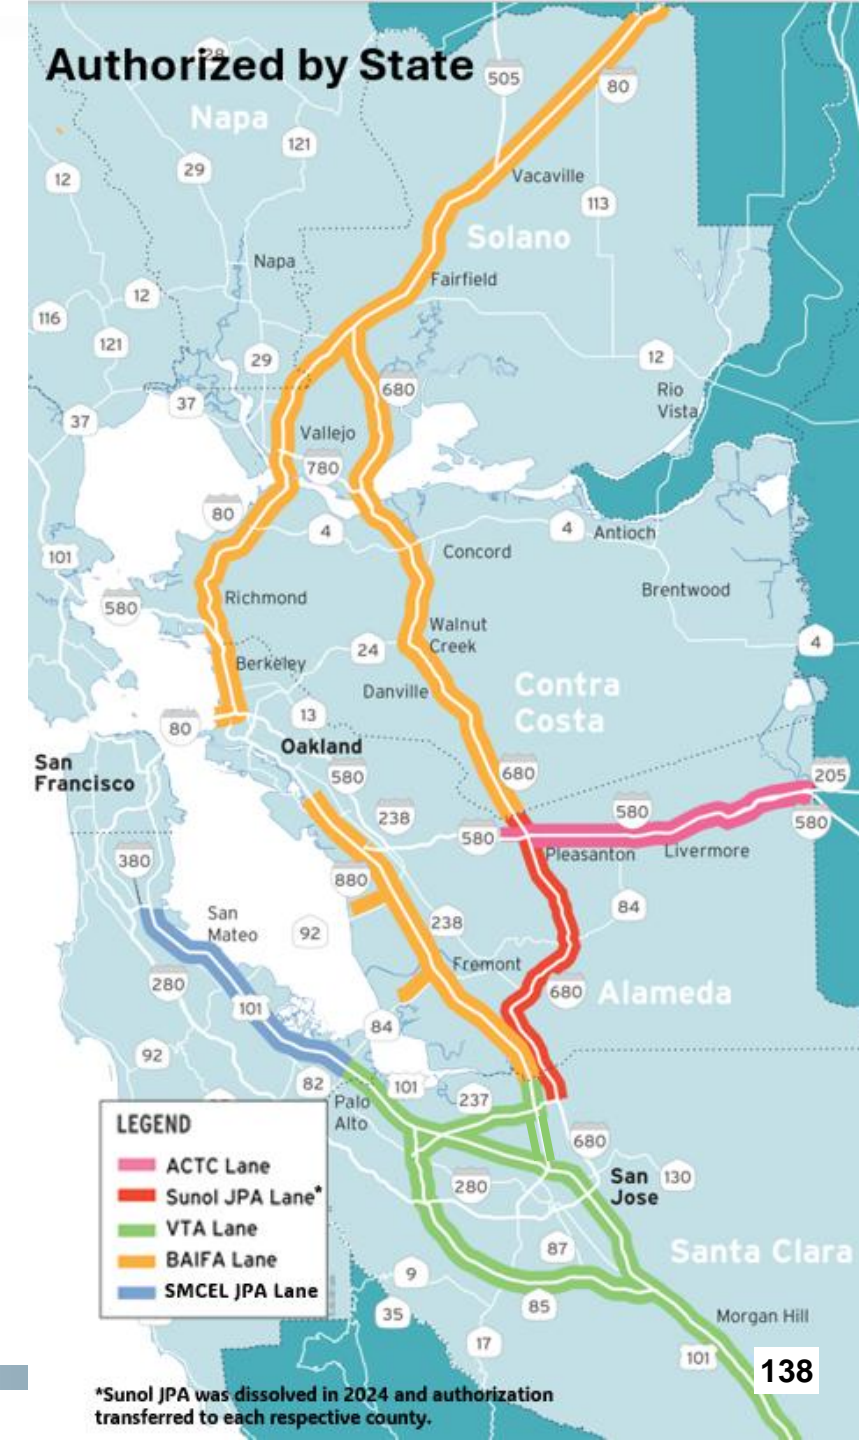 Authorized by State
28
505
80
Napa
121
29
12
Vacaville
113
Solano
Napa
Fairfield
12
116
121
29
12
680
Rio
Vista
37
37
Vallejo
780
80
4
4
Antioch
101
Concord
580
Richmond
Brentwood
Walnut
Creek
24
4
Berkeley
Danville
Contra
Costa
13
80
Oakland
San
Francisco
580
680
205
580
238
580
580
Pleasanton
Livermore
380
880
84
San
Mateo
92
238
Fremont
280
680
Alameda
101
84
92
82
101
237
Palo
Alto
680
LEGEND
ACTC Lane
Sunol JPA Lane*
VTA Lane
BAIFA Lane
SMCEL JPA Lane
280
San
Jose
130
87
Santa Clara
9
85
35
Morgan Hill
17
101
138
*Sunol JPA was dissolved in 2024 and authorization
transferred to each respective county.